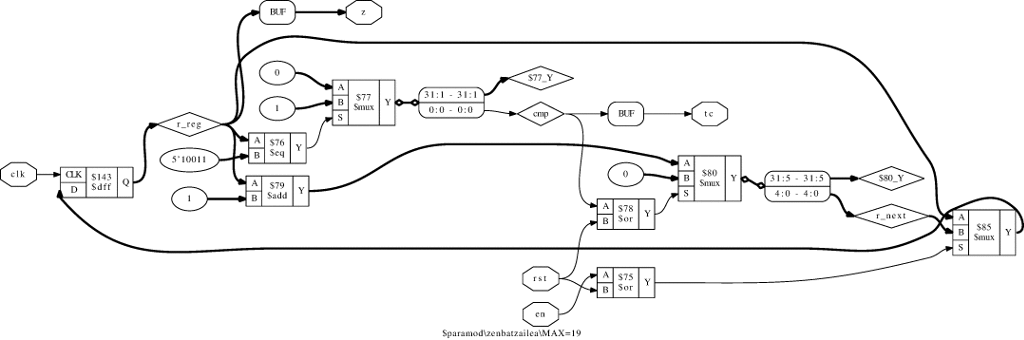 BUF
z
0
1
A
B
S
$77
$mux
Y
31:1 - 31:1
0:0 - 0:0
$77_Y
cmp
BUF
tc
r_reg
5'10011
A
B
$76
$eq
Y
clk
CLK
D
$143
$dff
Q
1
A
B
$79
$add
Y
0
A
B
S
$80
$mux
Y
31:5 - 31:5
4:0 - 4:0
$80_Y
r_next
A
B
$78
$or
Y
A
B
S
$85
$mux
Y
rst
en
A
B
$75
$or
Y
$paramod\zenbatzailea\MAX=19